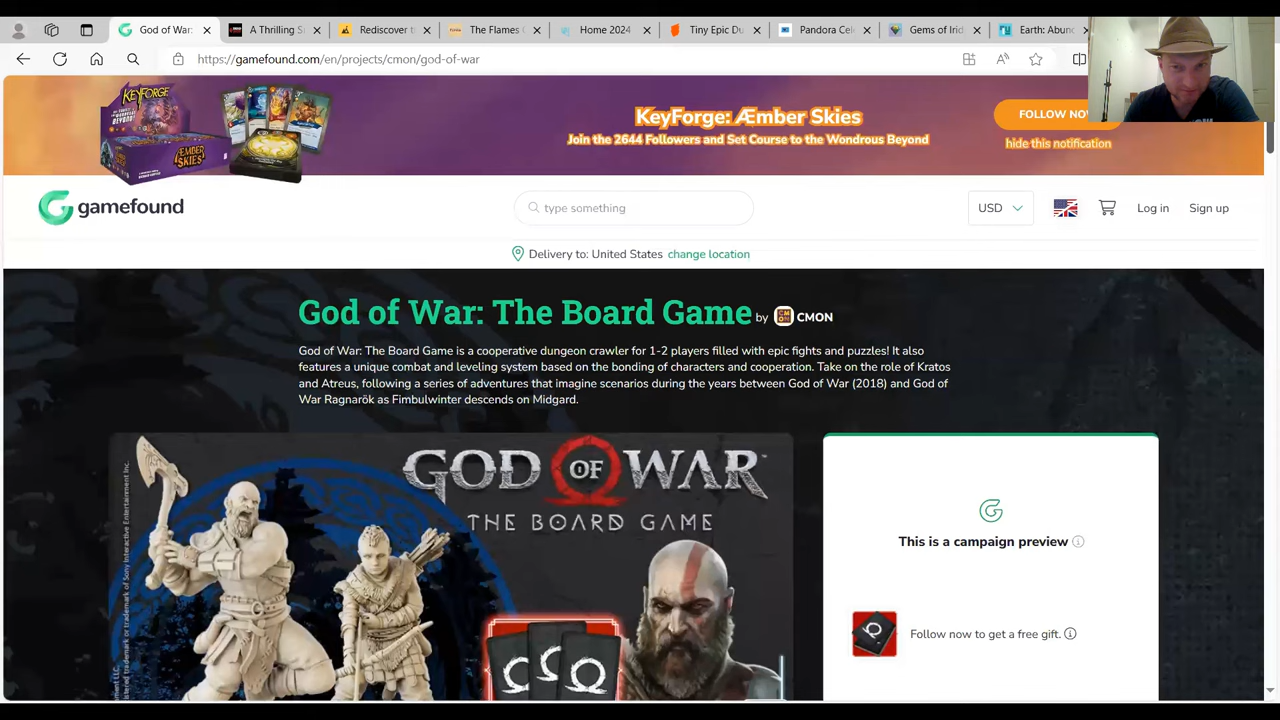 God of War:
A Thrilling S
Rediscover t
The Flames
Home 2024
Tiny Epic Du
Pandora Cel
Gems of Irid
Earth: Abun
https://gamefound.com/en/projects/cmon/god-of-war
KEYFORGE
ÆMBER SKIES
KeyForge: Æmber Skies
Join the 2644 Followers and Set Course to the Wondrous Beyond
FOLLOW NOW
hide this notification
gamefound
type something
USD
Log in
Sign up
Delivery to: United States change location
God of War: The Board Game by CMON
God of War: The Board Game is a cooperative dungeon crawler for 1-2 players filled with epic fights and puzzles! It also
features a unique combat and leveling system based on the bonding of characters and cooperation. Take on the role of Kratos
and Atreus, following a series of adventures that imagine scenarios during the years between God of War (2018) and God of
War Ragnarök as Fimbulwinter descends on Midgard.
GOD OF WAR™
THE BOARD GAME
This is a campaign preview
Follow now to get a free gift.